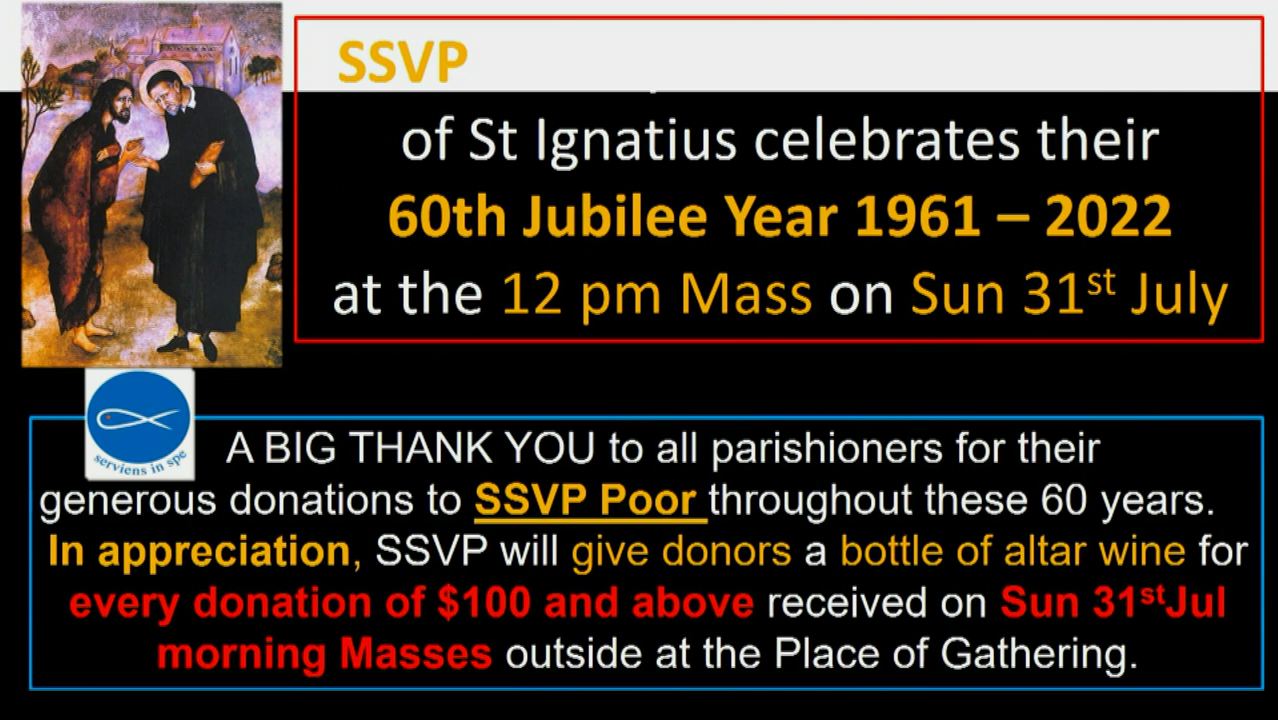 SSVP
of St Ignatius celebrates their
60th Jubilee Year 1961 – 2022
at the 12 pm Mass on Sun 31st July
serviens in spe
A BIG THANK YOU to all parishioners for their
generous donations to SSVP Poor throughout these 60 years.
In appreciation, SSVP will give donors a bottle of altar wine for
every donation of $100 and above received on Sun 31stJul
morning Masses outside at the Place of Gathering.